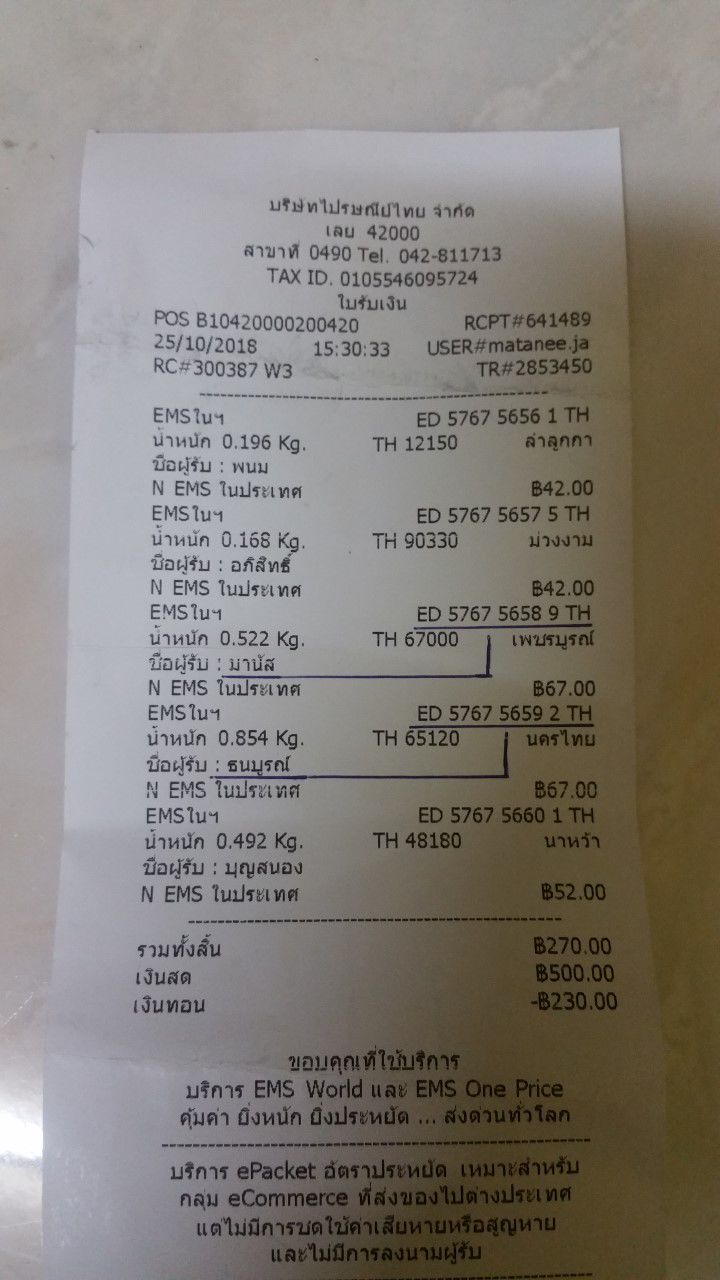 บริษัทไปรษณีย์ไทย จำกัด
เลย 42000
สาขาที่ 0490 Tel. 042-811713
TAX ID. 0105546095724
ใบรับเงิน
POS B10420000200420 RCPT#641489
25/10/2018 15:30:33 USER#matanee.ja
RC#300387 W3 TR#2853450
EMSในฯ ED 5767 5656 1 TH
น้ำหนัก 0.196 Kg. TH 12150 ลำลูกกา
ชื่อผู้รับ : พนม
N EMS ในประเทศ ฿42.00
EMSในฯ ED 5767 5657 5 TH
น้ำหนัก 0.168 Kg. TH 90330 ม่วงงาม
ชื่อผู้รับ : อภิสิทธิ์
N EMS ในประเทศ ฿42.00
EMSในฯ ED 5767 5658 9 TH
น้ำหนัก 0.522 Kg. TH 67000 เพชรบูรณ์
ชื่อผู้รับ : มานัส
N EMS ในประเทศ ฿67.00
EMSในฯ ED 5767 5659 2 TH
น้ำหนัก 0.854 Kg. TH 65120 นครไทย
ชื่อผู้รับ : ธนบูรณ์
N EMS ในประเทศ ฿67.00
EMSในฯ ED 5767 5660 1 TH
น้ำหนัก 0.492 Kg. TH 48180 นาหว้า
ชื่อผู้รับ : บุญสนอง
N EMS ในประเทศ ฿52.00
รวมทั้งสิ้น ฿270.00
เงินสด ฿500.00
เงินทอน -฿230.00
ขอบคุณที่ใช้บริการ
บริการ EMS World และ EMS One Price
คุ้มค่า ยิ่งหนัก ยิ่งประหยัด ... ส่งด่วนทั่วโลก
บริการ ePacket อัตราประหยัด เหมาะสำหรับ
กลุ่ม eCommerce ที่ส่งของไปต่างประเทศ
แต่ไม่มีการชดใช้ค่าเสียหายหรือสูญหาย
และไม่มีการลงนามผู้รับ